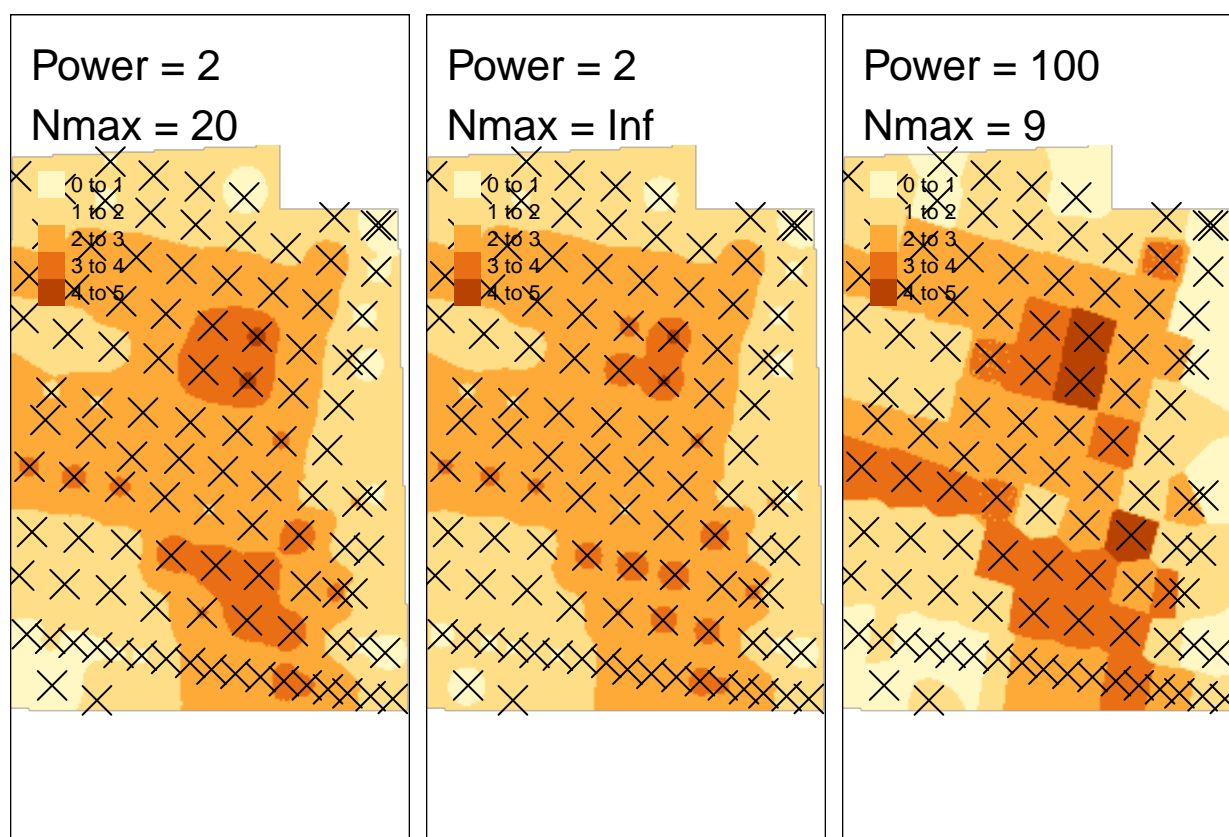 Power = 2
Nmax = 20
0 to 1
1 to 2
2 to 3
3 to 4
4 to 5
Power = 2
Nmax = Inf
0 to 1
1 to 2
2 to 3
3 to 4
4 to 5
Power = 100
Nmax = 9
0 to 1
1 to 2
2 to 3
3 to 4
4 to 5